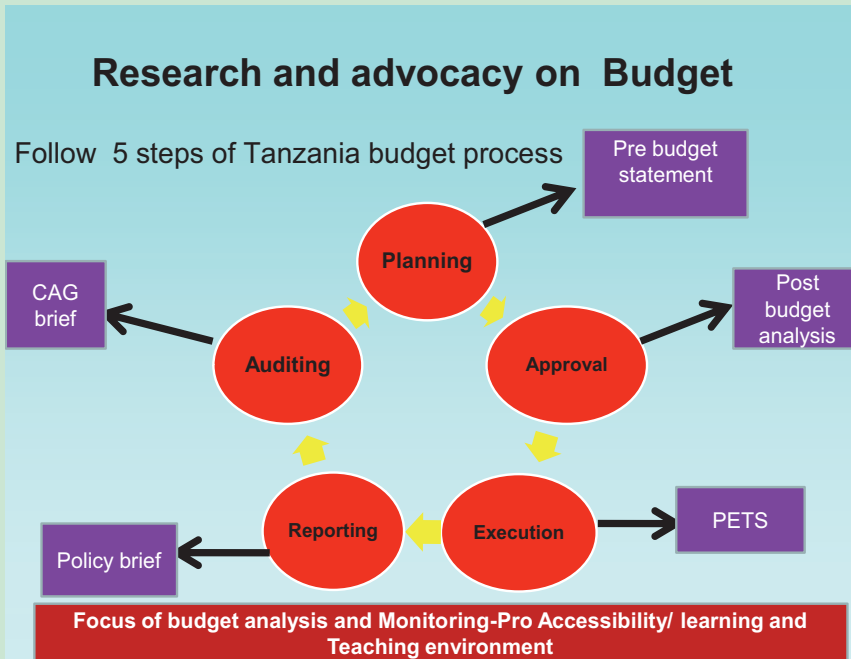 Research and advocacy on Budget
Follow 5 steps of Tanzania budget process
Pre budget
statement
Planning
CAG
brief
Post
budget
analysis
Auditing
Approval
Reporting
Execution
PETS
Policy brief
Focus of budget analysis and Monitoring-Pro Accessibility/ learning and
Teaching environment